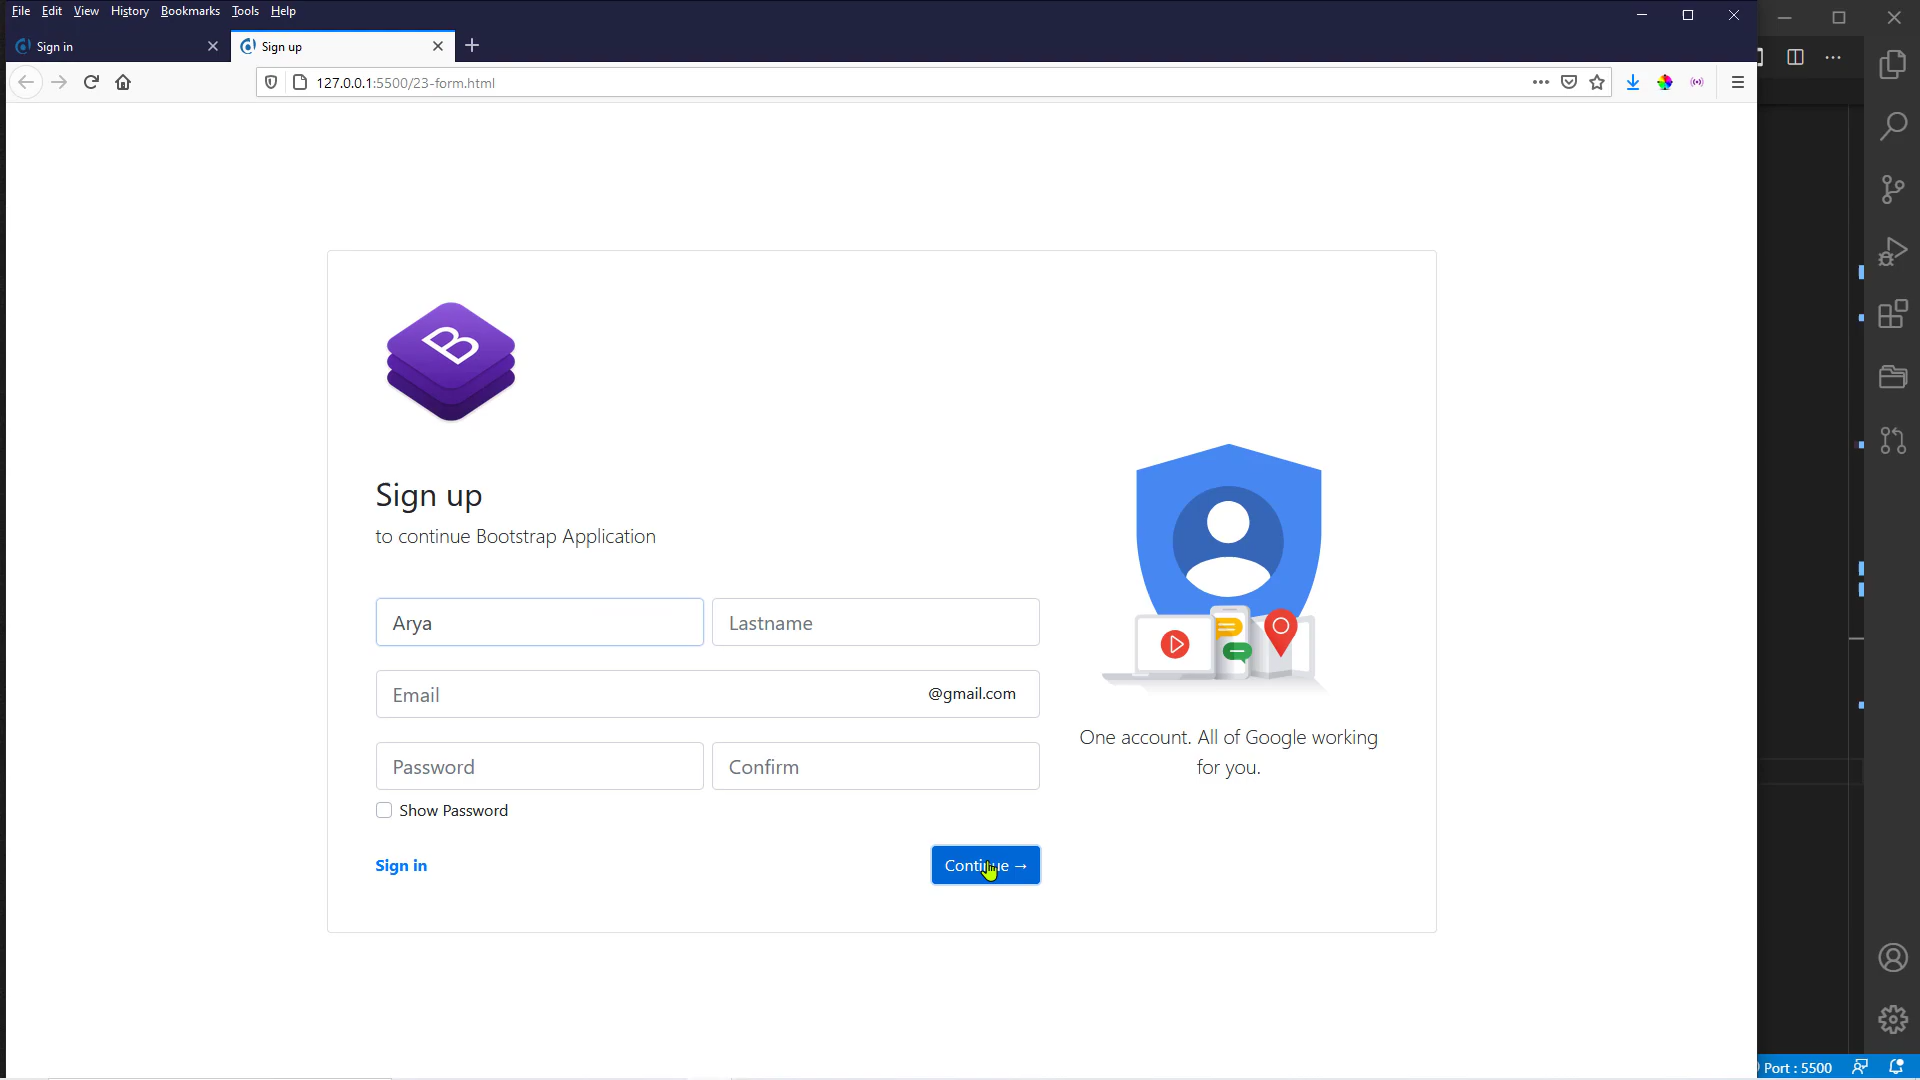 File Edit View History Bookmarks Tools Help
Sign in
Sign up
127.0.0.1:5500/23-form.html
B
Sign up
to continue Bootstrap Application
Arya
Lastname
Email
@gmail.com
Password
Confirm
Show Password
Sign in
Continue →
One account. All of Google working
for you.
Port : 5500